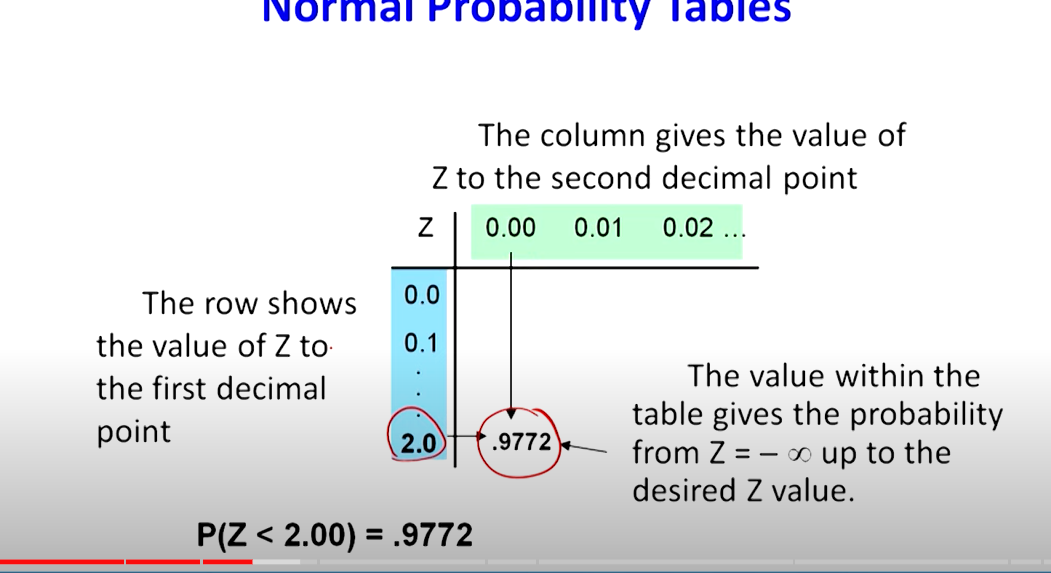 Normal Probability Tables
The column gives the value of
Z to the second decimal point
Z 0.00 0.01 0.02 ...
0.0
0.1
.
.
.
2.0 .9772
The row shows
the value of Z to
the first decimal
point
The value within the
table gives the probability
from Z = – ∞ up to the
desired Z value.
P(Z < 2.00) = .9772